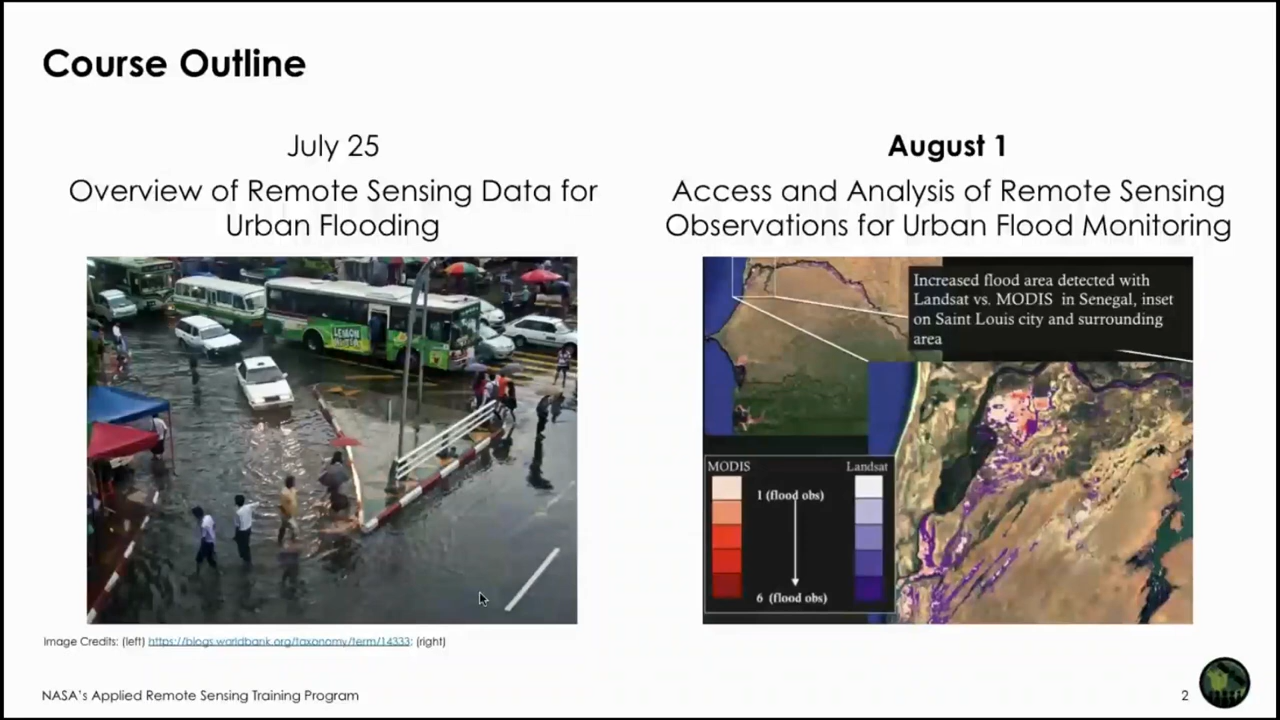 Course Outline
July 25
Overview of Remote Sensing Data for
Urban Flooding
August 1
Access and Analysis of Remote Sensing
Observations for Urban Flood Monitoring
LEMON
Increased flood area detected with
Landsat vs. MODIS in Senegal, inset
on Saint Louis city and surrounding
area
MODIS
Landsat
1 (flood obs)
6 (flood obs)
Image Credits: (left) https://blogs.worldbank.org/taxonomy/term/14333; (right)
NASA's Applied Remote Sensing Training Program
2